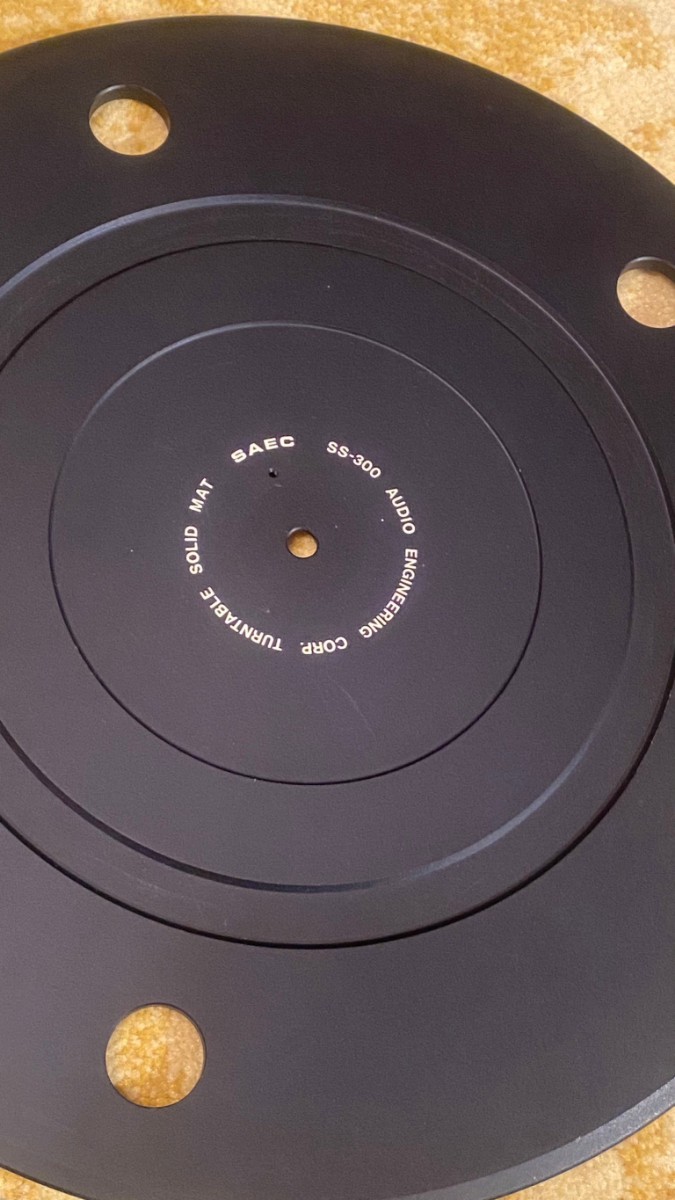 SAEC SS-300 AUDIO ENGINEERING CORP. TURNTABLE SOLID MAT